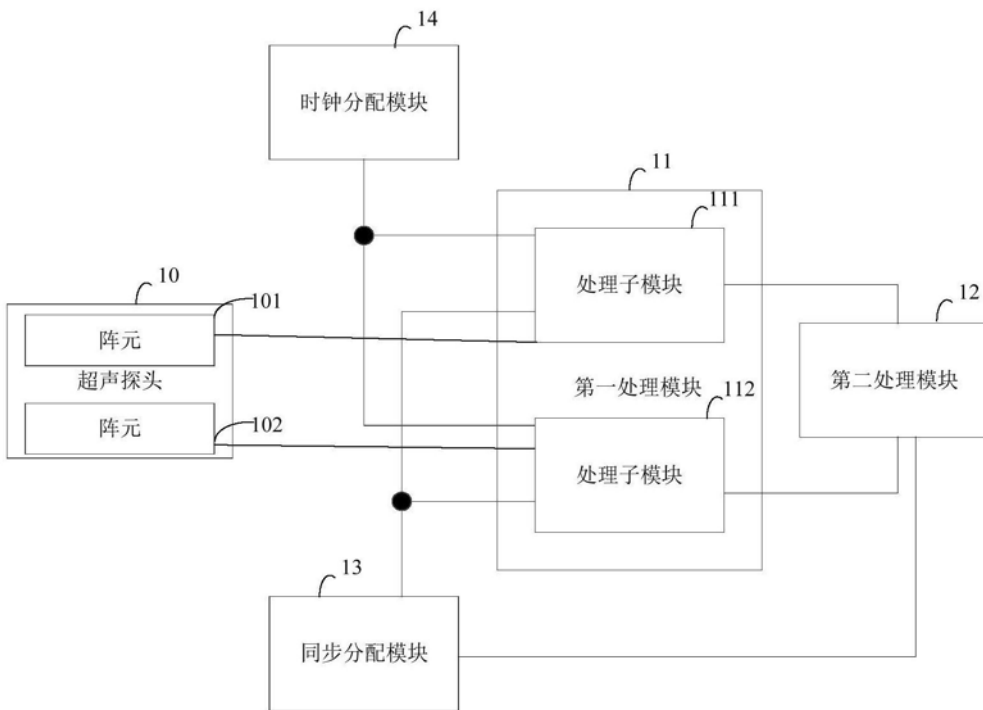 14
时钟分配模块
11
111
处理子模块
10
101
阵元
超声探头
阵元
102
12
第二处理模块
第一处理模块
112
处理子模块
13
同步分配模块